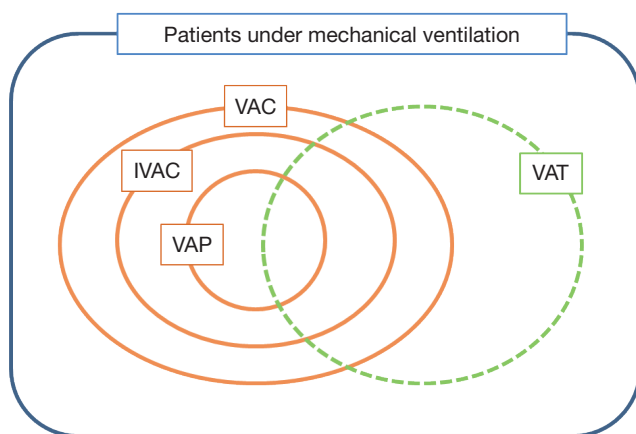 Patients under mechanical ventilation
VAC
IVAC
VAT
VAP